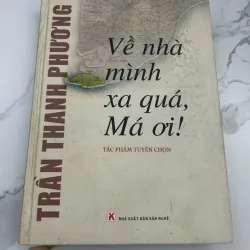 TRẦN THANH PHƯƠNG
Về nhà
mình
xa quá,
Má ơi!
TÁC PHẨM TUYỂN CHỌN
NHÀ XUẤT BẢN VĂN NGHỆ